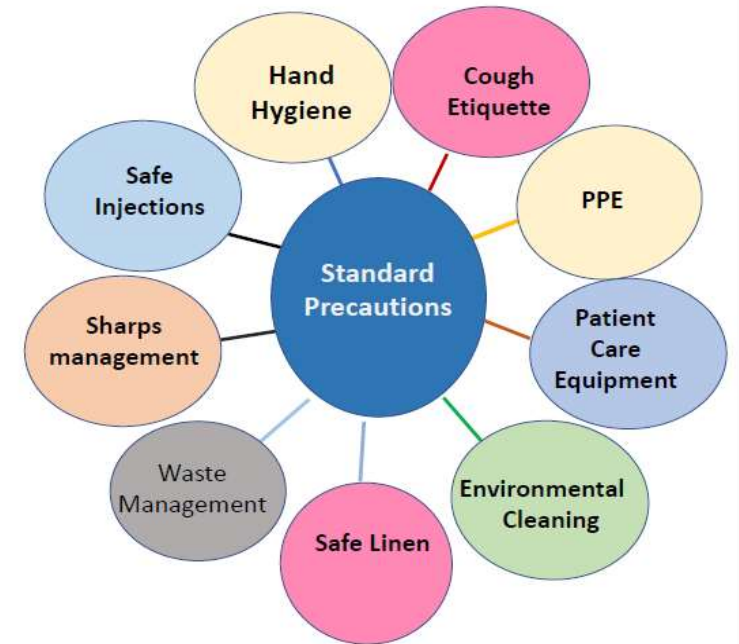 Hand
Hygiene
Cough
Etiquette
PPE
Patient
Care
Equipment
Environmental
Cleaning
Safe Linen
Waste
Management
Sharps
management
Safe
Injections
Standard
Precautions